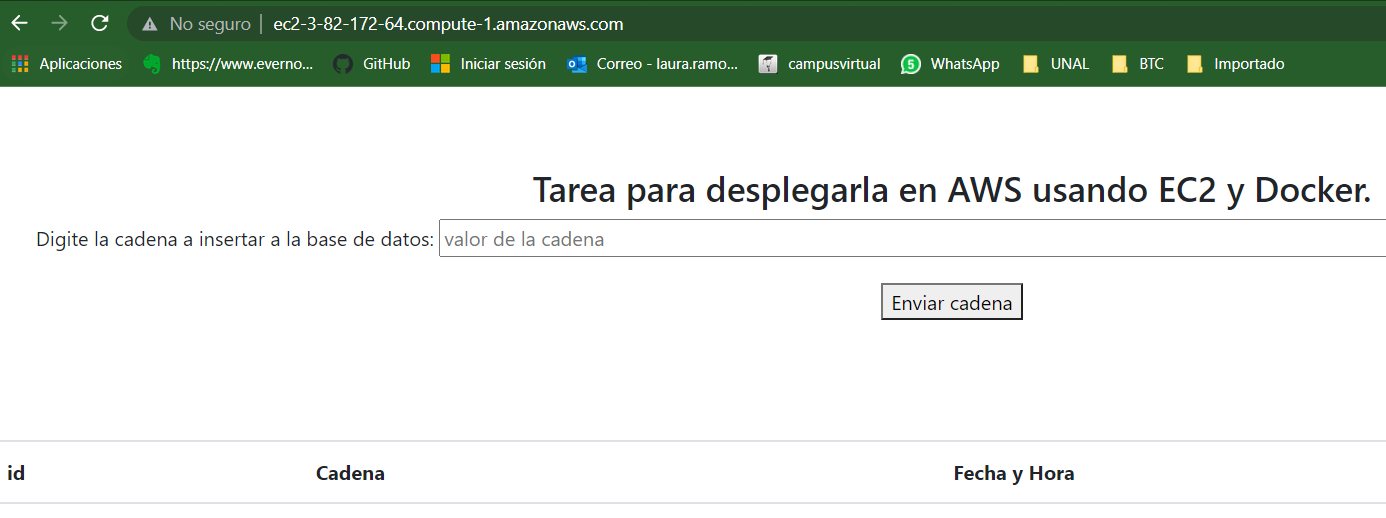 No seguro | ec2-3-82-172-64.compute-1.amazonaws.com
Aplicaciones https://www.everno... GitHub Iniciar sesión Correo - laura.ramo... campusvirtual 5 WhatsApp UNAL BTC Importado
Tarea para desplegarla en AWS usando EC2 y Docker.
Digite la cadena a insertar a la base de datos: valor de la cadena
Enviar cadena
id Cadena Fecha y Hora